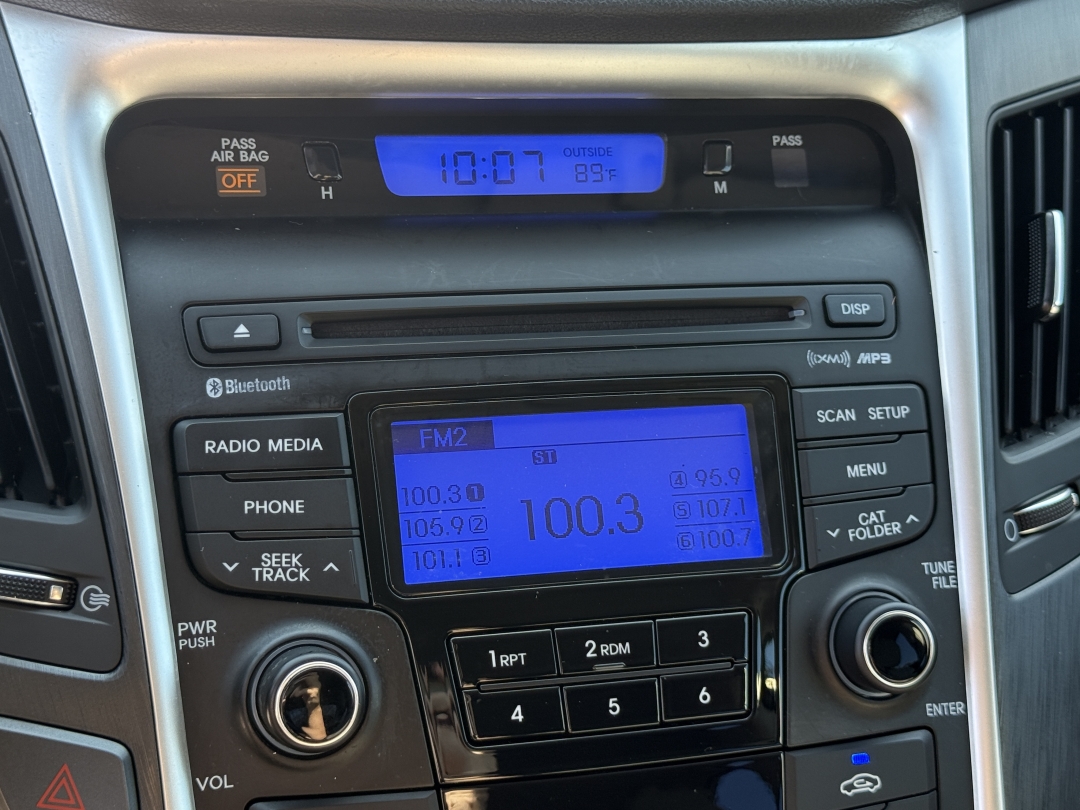 PASS
AIR BAG
OFF
H
10:07
OUTSIDE
89°F
M
PASS
DISP
Bluetooth
((XM)) MP3
RADIO MEDIA
PHONE
SEEK
TRACK
FM2
ST
100.3 1
105.9 2
101.1 3
100.3
4 95.9
5 107.1
6 100.7
SCAN SETUP
MENU
CAT
FOLDER
PWR
PUSH
VOL
1 RPT
2 RDM
3
4
5
6
TUNE
FILE
ENTER